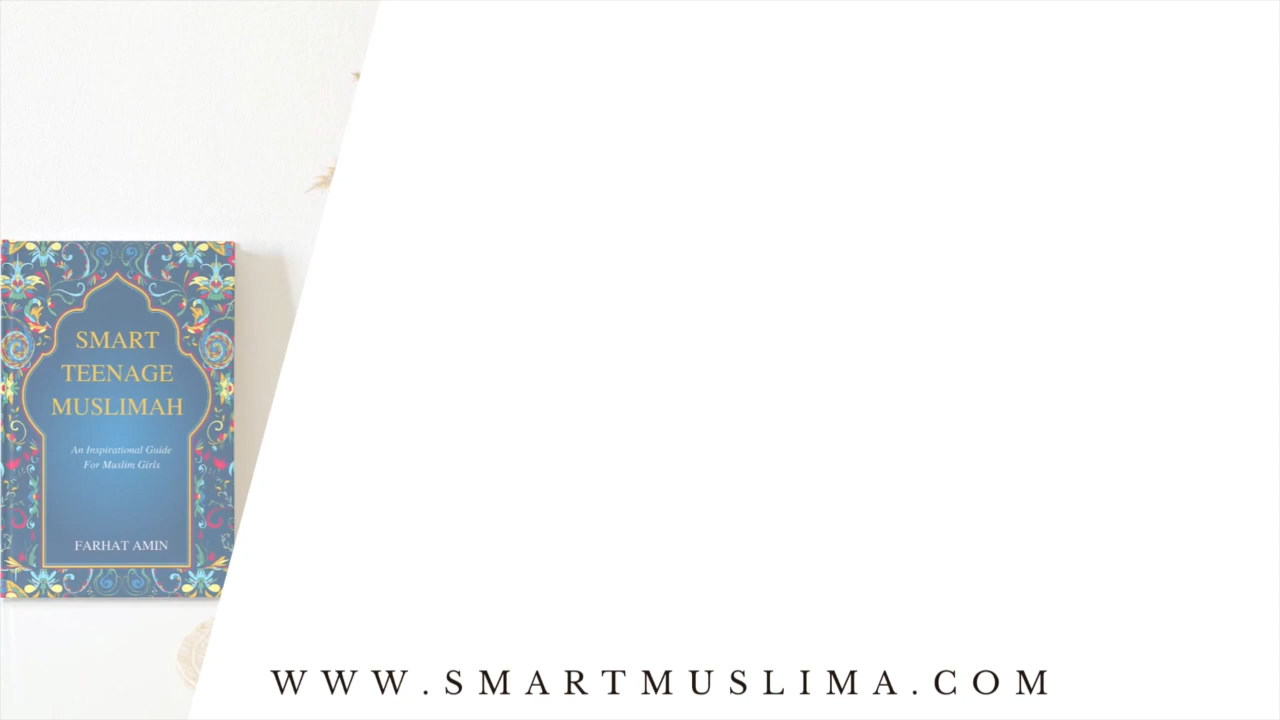 SMART
TEENAGE
MUSLIMAH
An Inspirational Guide
For Muslim Girls
FARHAT AMIN
WWW.SMARTMUSLIMA.COM